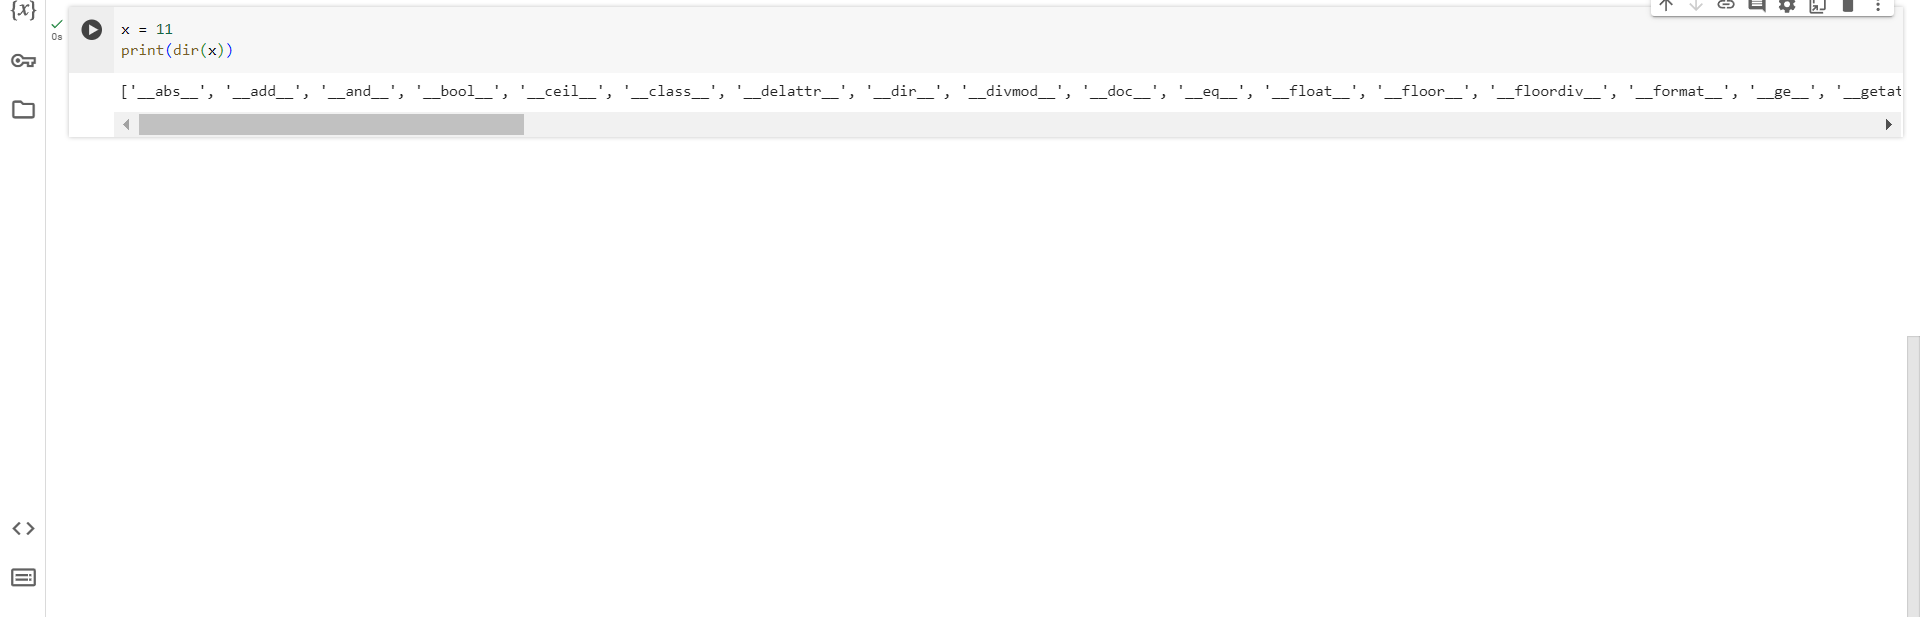 {x}
0s
x = 11
print(dir(x))
['__abs__', '__add__', '__and__', '__bool__', '__ceil__', '__class__', '__delattr__', '__dir__', '__divmod__', '__doc__', '__eq__', '__float__', '__floor__', '__floordiv__', '__format__', '__ge__', '__getat